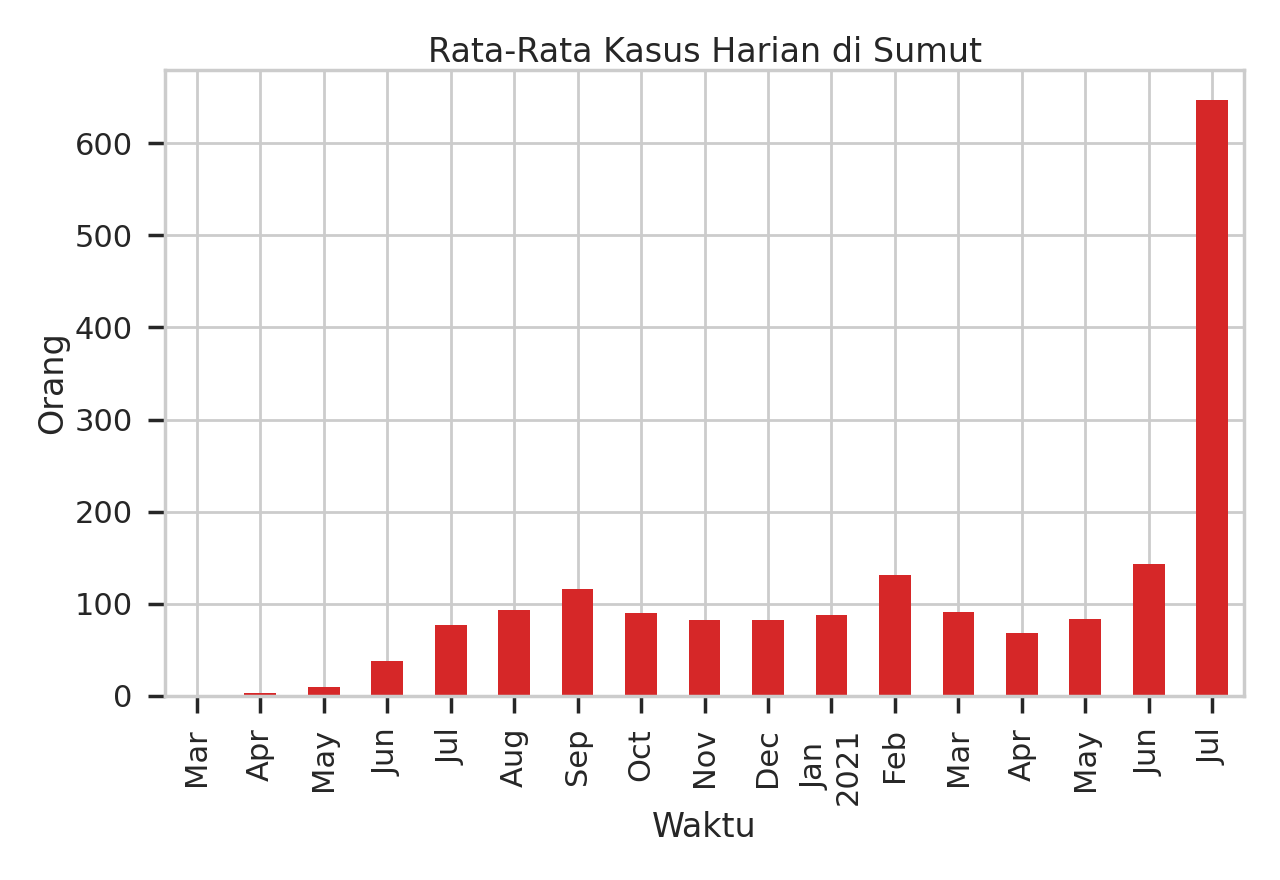 Rata-Rata Kasus Harian di Sumut
Orang
600
500
400
300
200
100
0
Mar
Apr
May
Jun
Jul
Aug
Sep
Oct
Nov
Dec
Jan
2021
Feb
Mar
Apr
May
Jun
Jul
Waktu